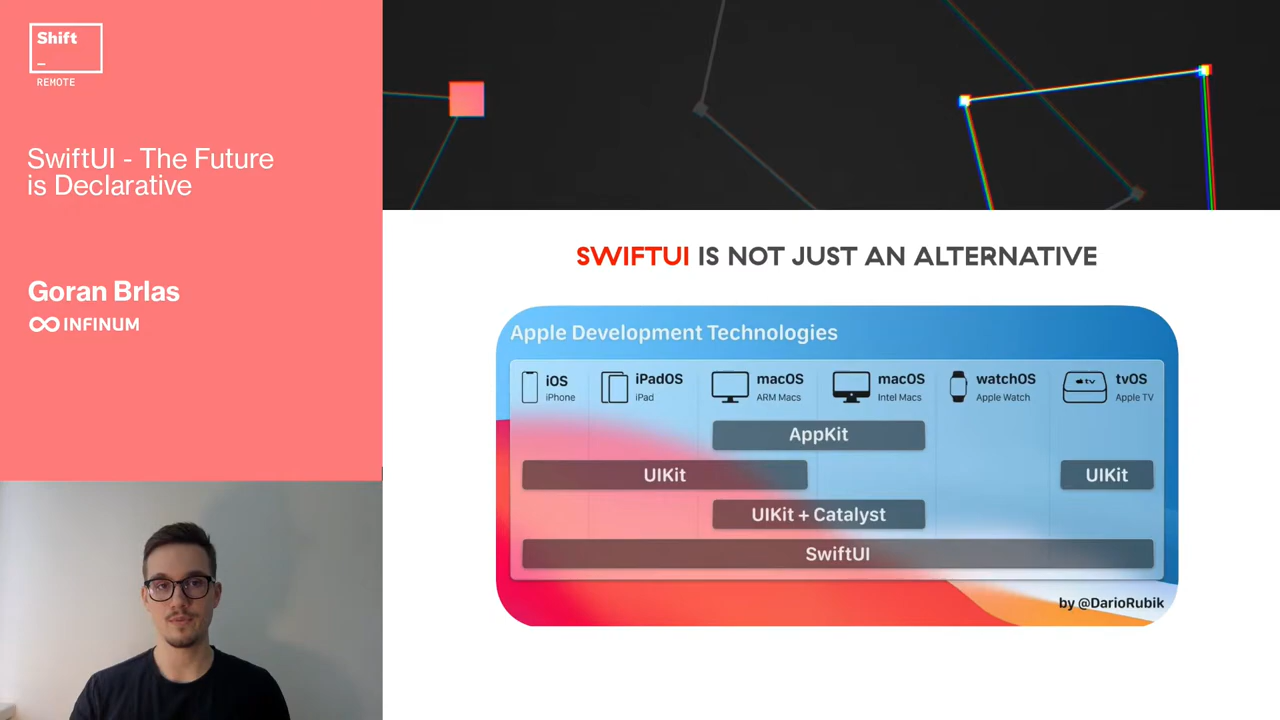 Shift
_
REMOTE
SwiftUI - The Future
is Declarative
Goran Brlas
INFINUM
SWIFTUI IS NOT JUST AN ALTERNATIVE
Apple Development Technologies
iOS
iPhone
iPadOS
iPad
macOS
ARM Macs
macOS
Intel Macs
watchOS
Apple Watch
tv
tvOS
Apple TV
AppKit
UIKit
UIKit
UIKit + Catalyst
SwiftUI
by @DarioRubik